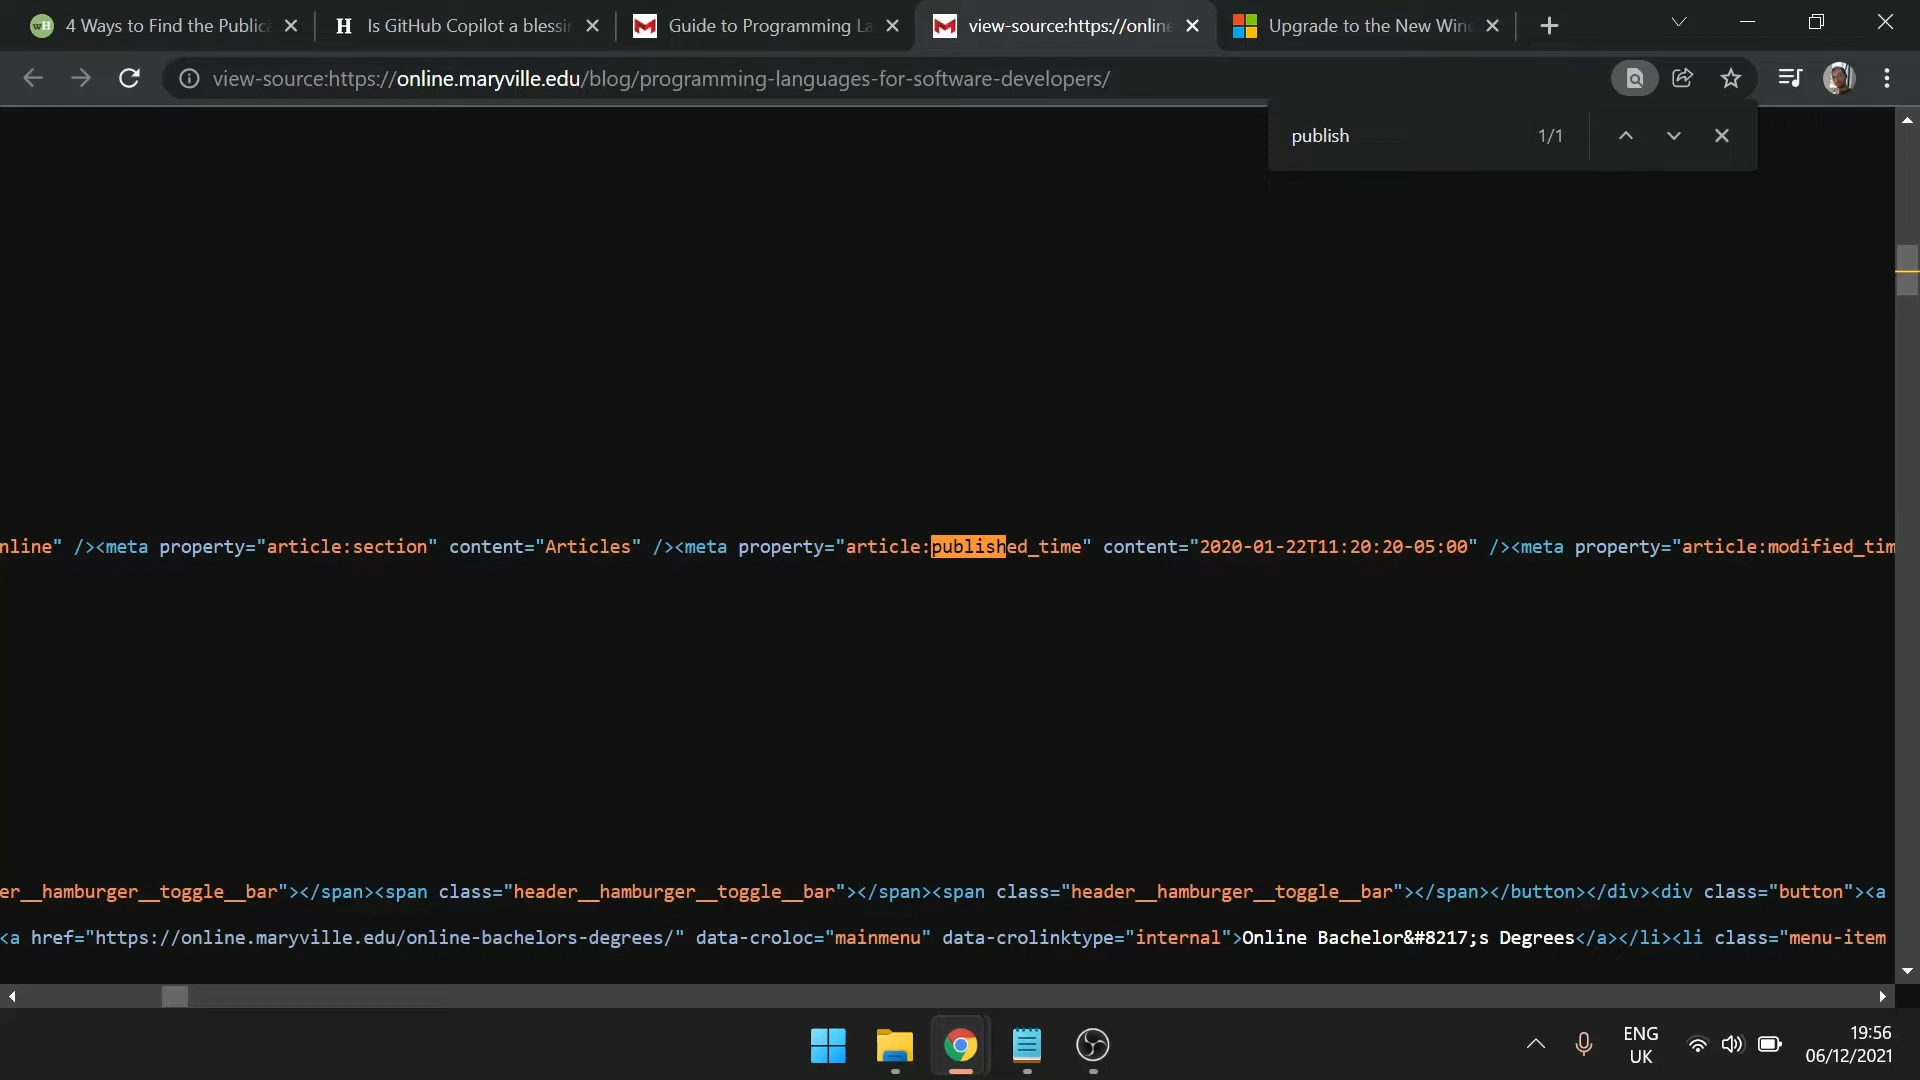 4 Ways to Find the Publica
Is GitHub Copilot a blessin
Guide to Programming La
view-source:https://online
Upgrade to the New Wind
view-source:https://online.maryville.edu/blog/programming-languages-for-software-developers/
publish 1/1
nline" /><meta property="article:section" content="Articles" /><meta property="article:published_time" content="2020-01-22T11:20:20-05:00" /><meta property="article:modified_tim
er__hamburger__toggle__bar"></span><span class="header__hamburger__toggle__bar"></span><span class="header__hamburger__toggle__bar"></span></button></div><div class="button"><a
<a href="https://online.maryville.edu/online-bachelors-degrees/" data-croloc="mainmenu" data-crolinktype="internal">Online Bachelor&#8217;s Degrees</a></li><li class="menu-item
ENG
UK
19:56
06/12/2021